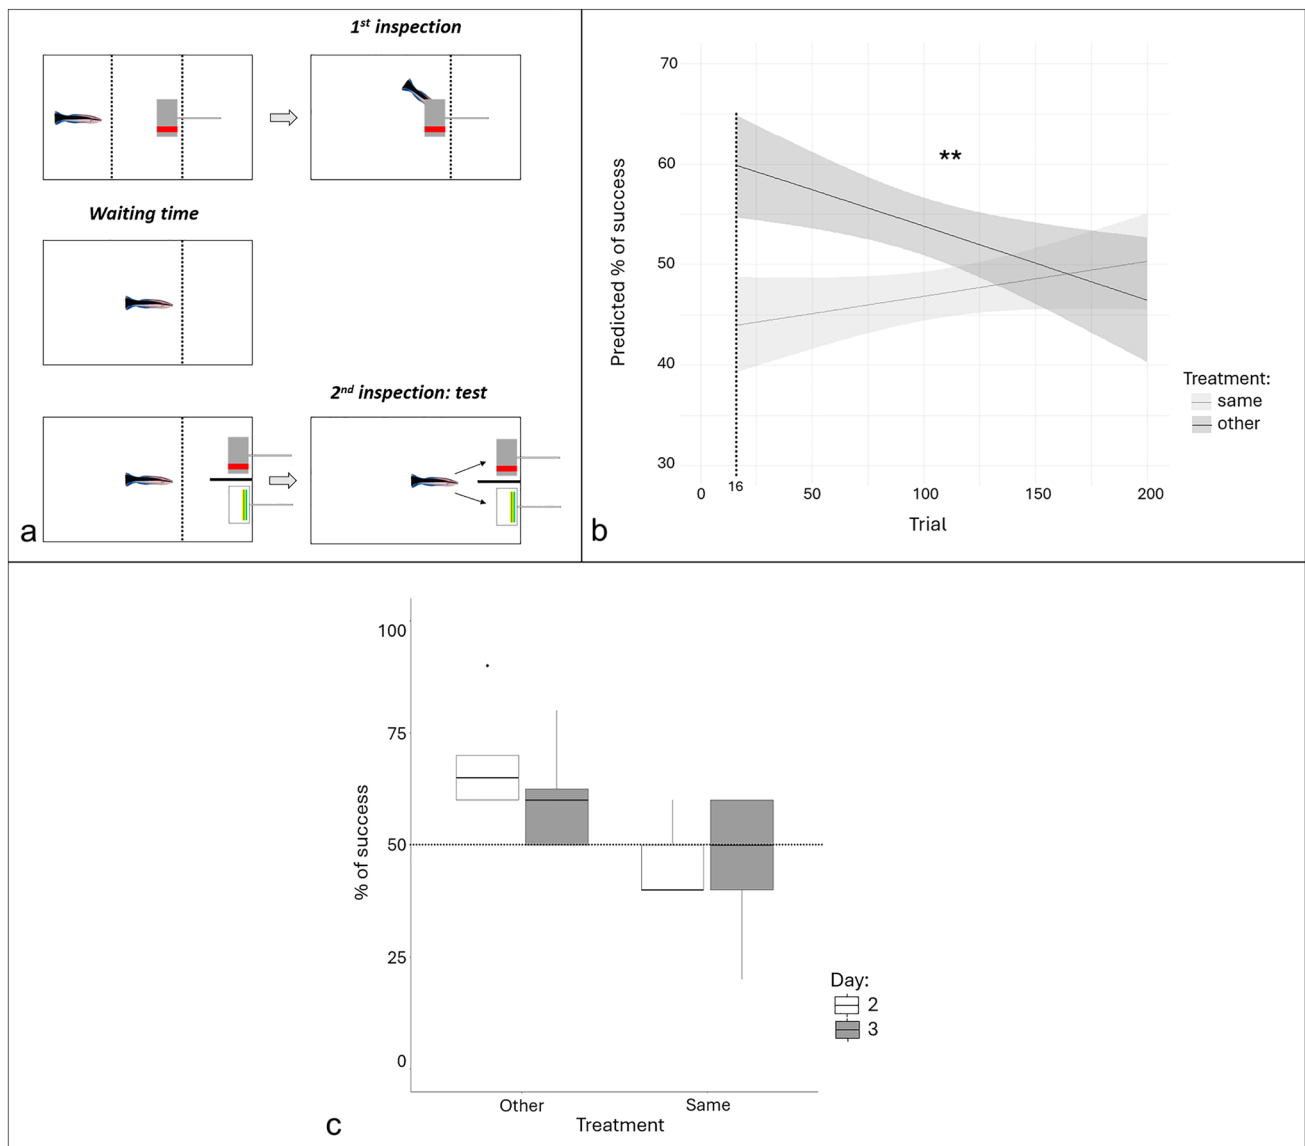 1st inspection
Waiting time
2nd inspection: test
a
70
60
50
40
30
**
Predicted % of success
0
16
50
100
150
200
Trial
Treatment:
same
other
b
100
75
50
25
0
% of success
Other
Same
Treatment
Day:
2
3
c